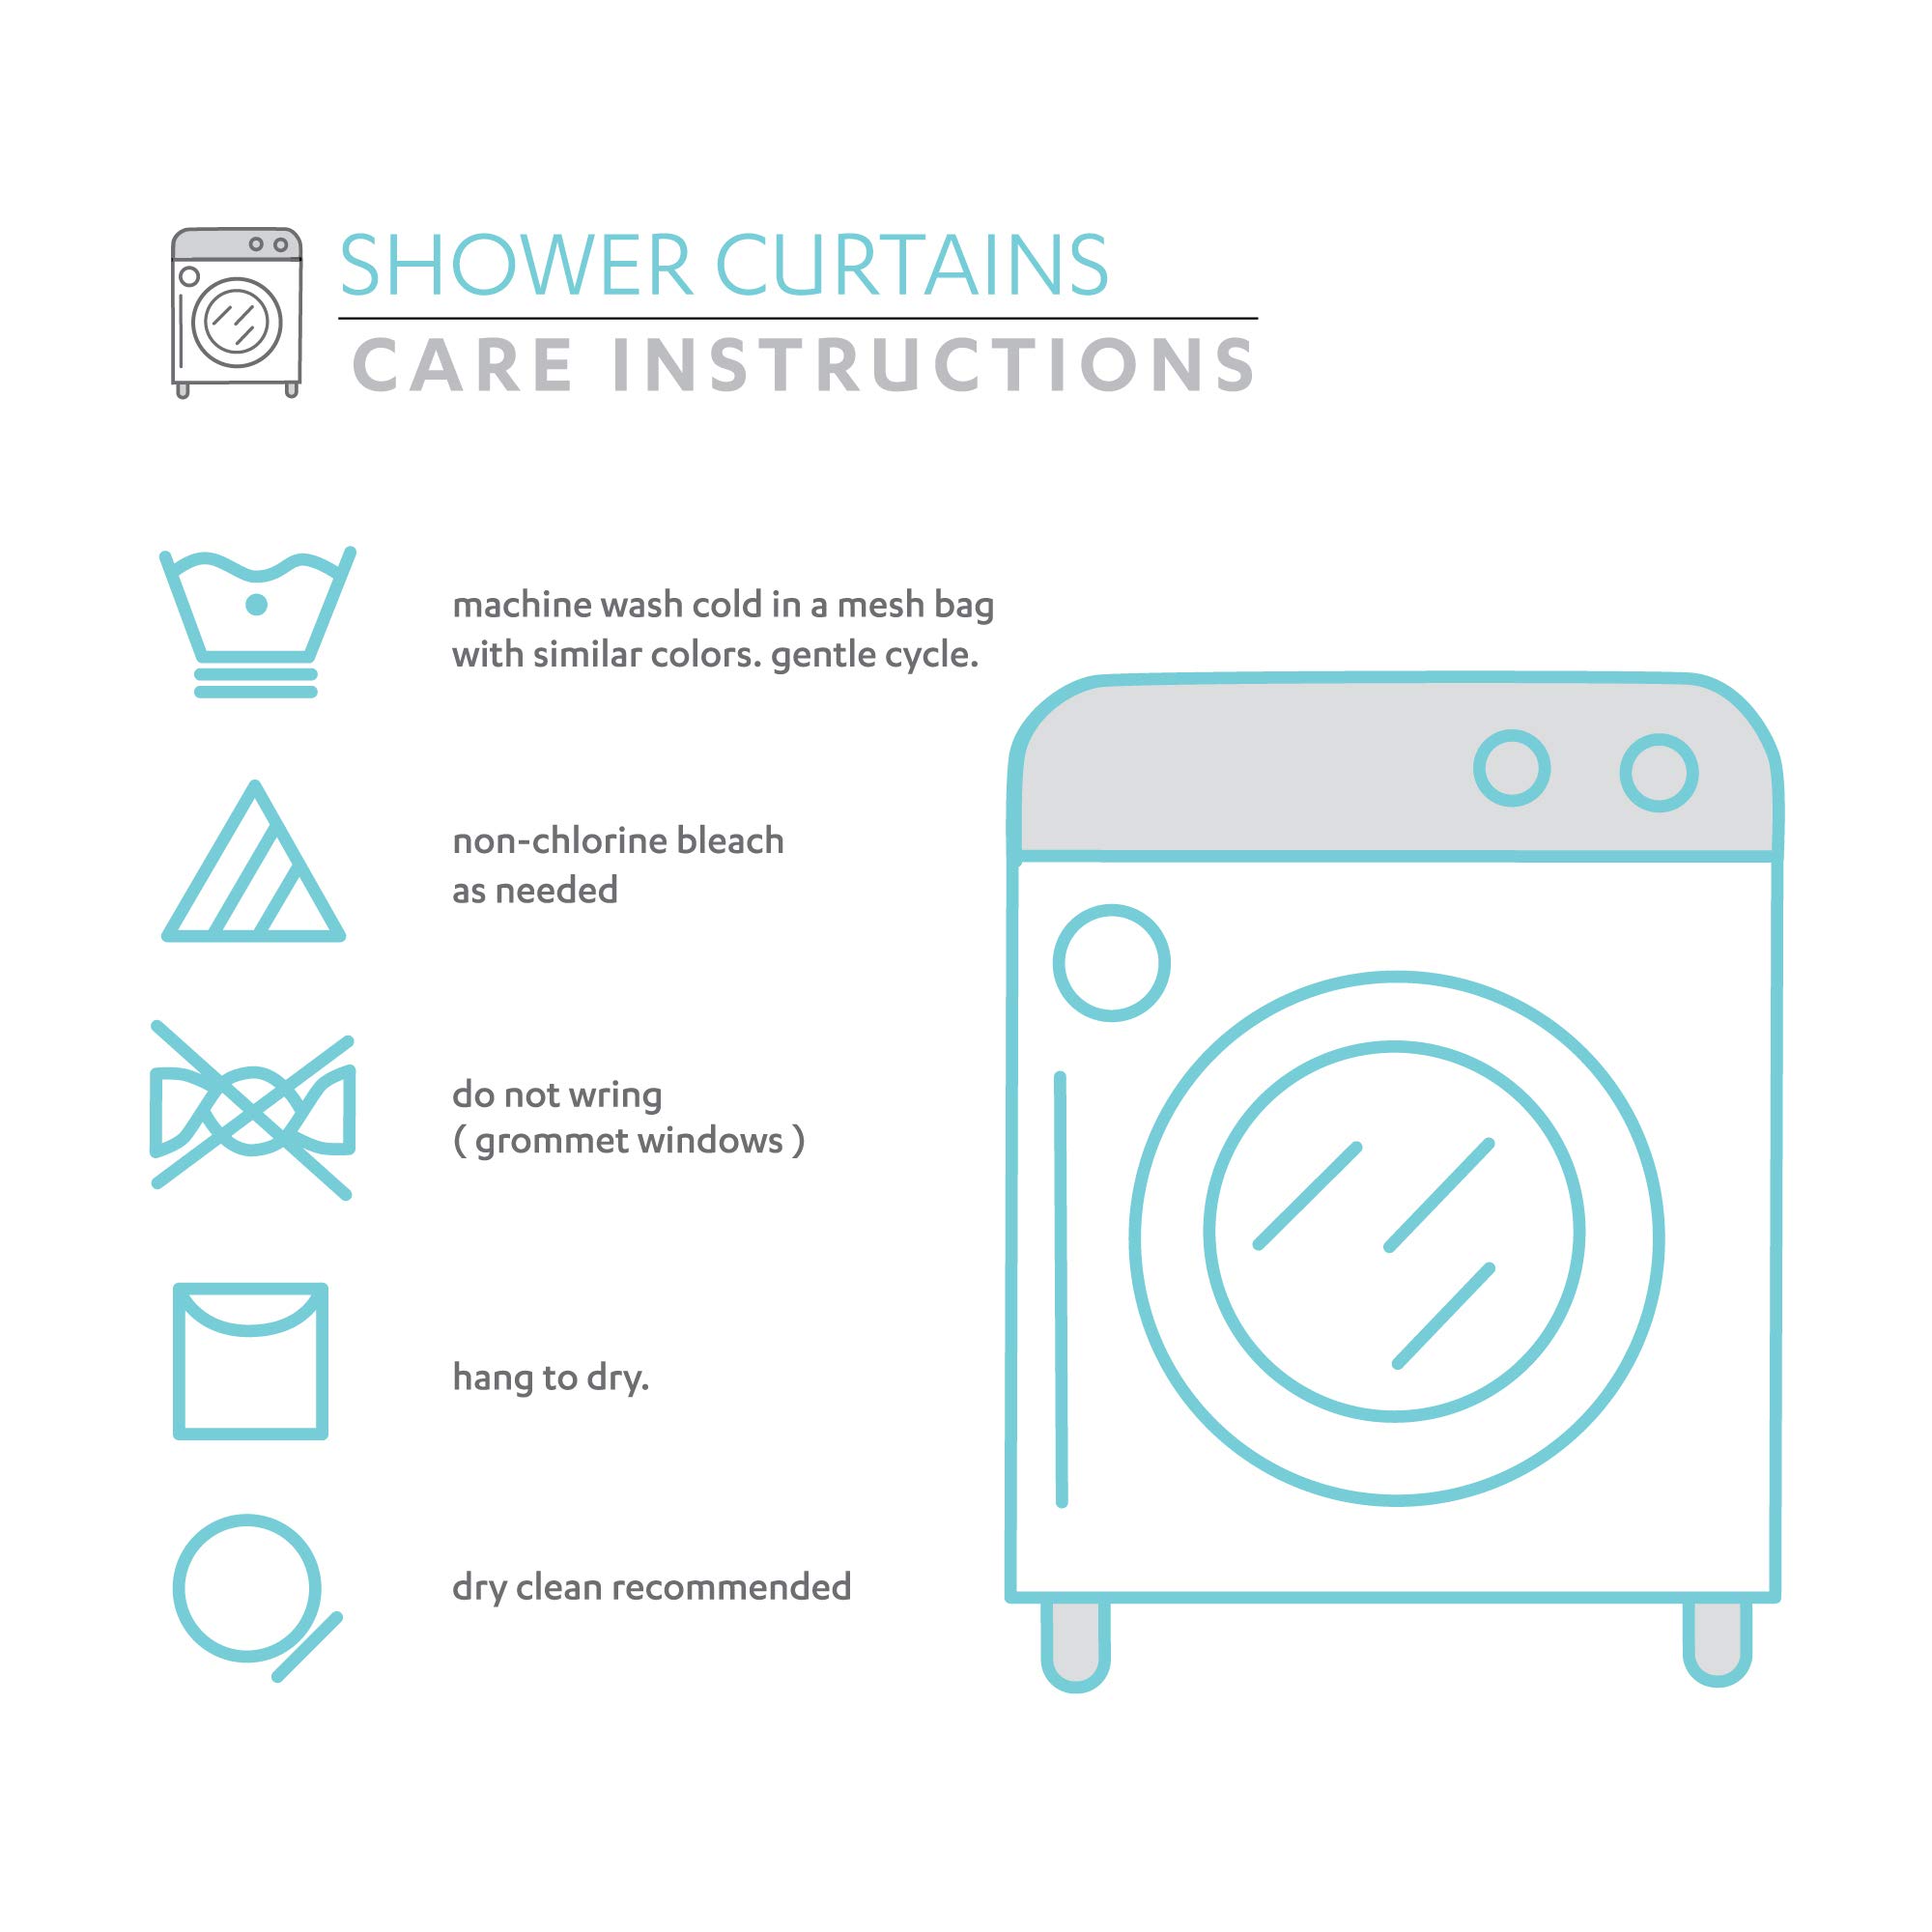 SHOWER CURTAINS
CARE INSTRUCTIONS
machine wash cold in a mesh bag
with similar colors. gentle cycle.
non-chlorine bleach
as needed
do not wring
( grommet windows )
hang to dry.
dry clean recommended